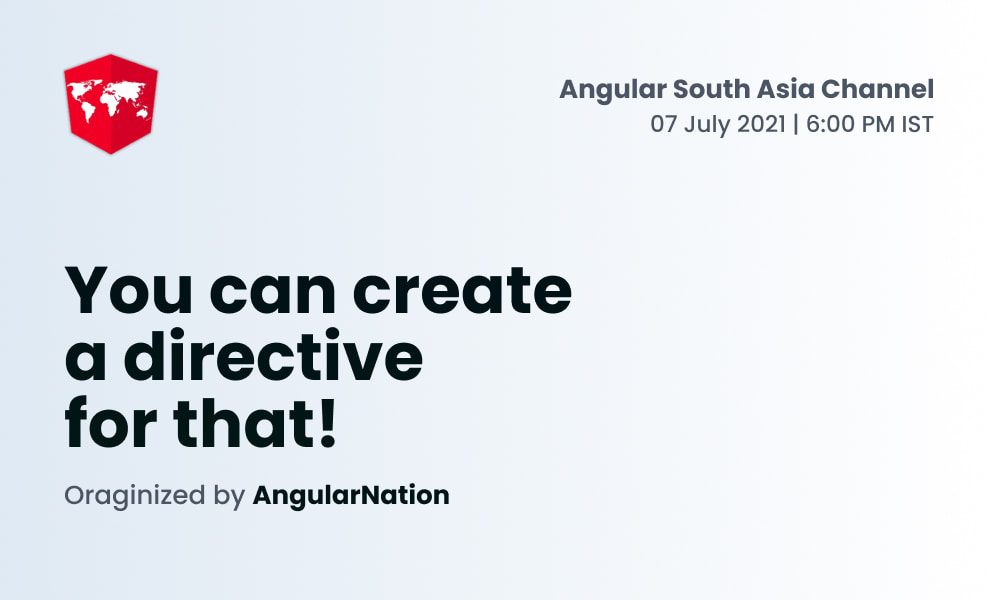 Angular South Asia Channel
07 July 2021 | 6:00 PM IST
You can create
a directive
for that!
Oraginized by AngularNation